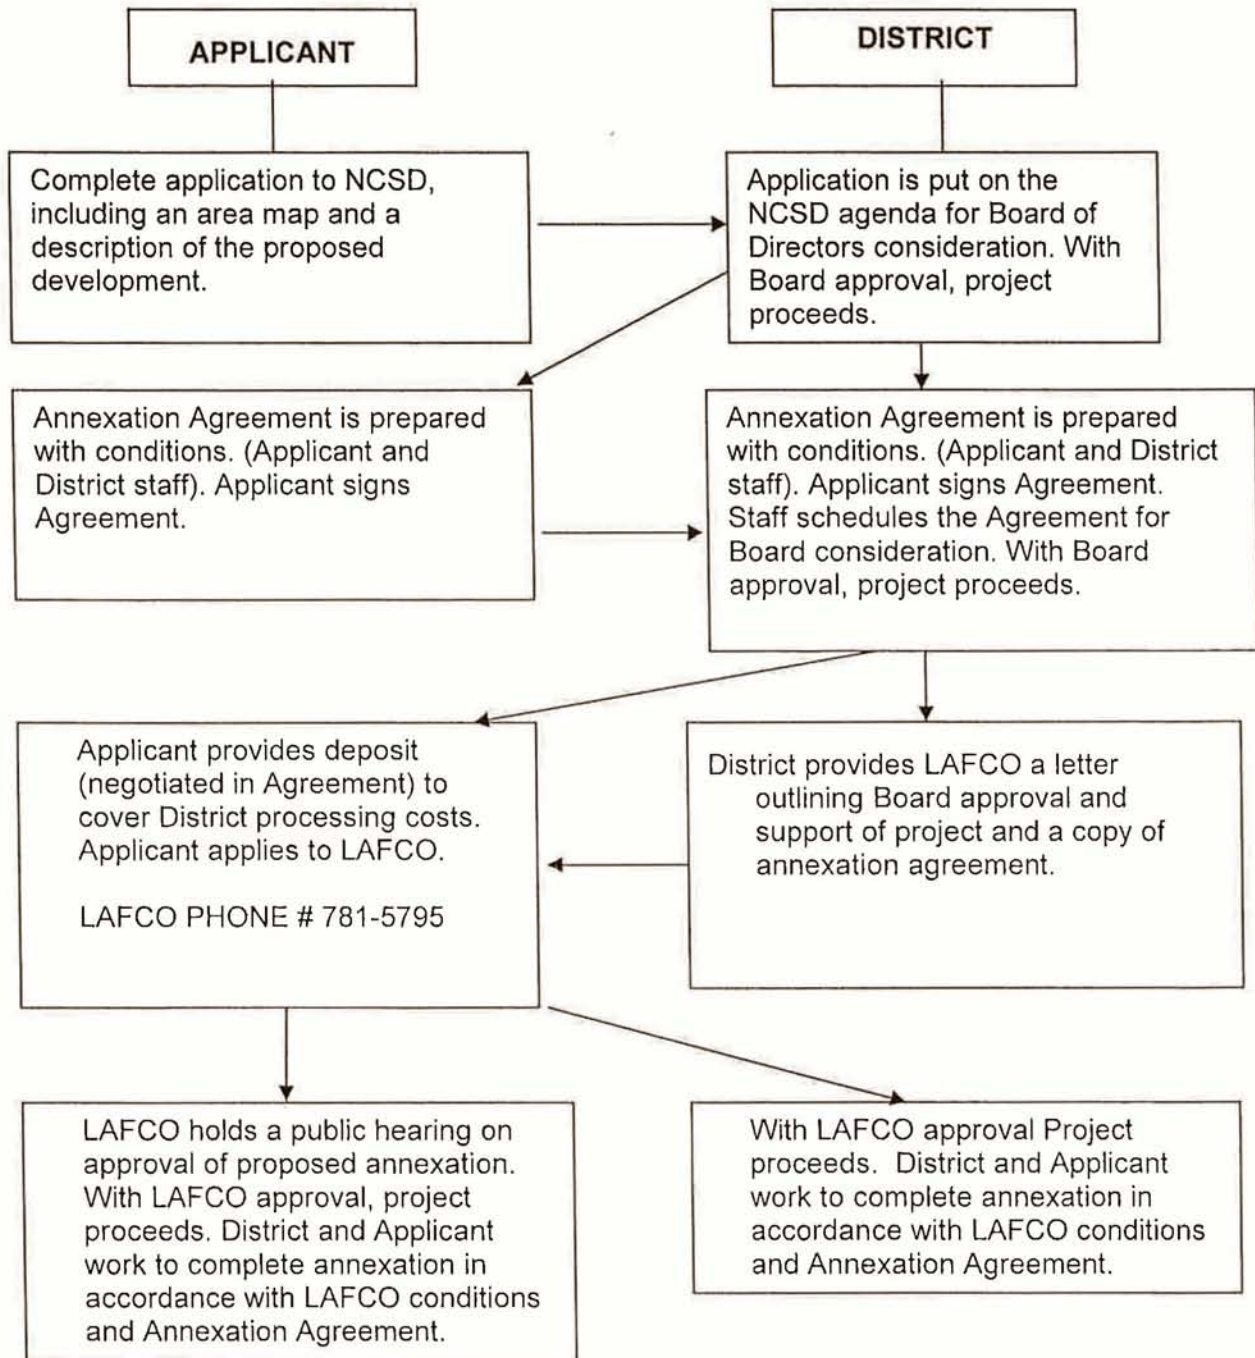 APPLICANT
DISTRICT
Complete application to NCSD,
including an area map and a
description of the proposed
development.
Application is put on the
NCSD agenda for Board of
Directors consideration. With
Board approval, project
proceeds.
Annexation Agreement is prepared
with conditions. (Applicant and
District staff). Applicant signs
Agreement.
Annexation Agreement is prepared
with conditions. (Applicant and District
staff). Applicant signs Agreement.
Staff schedules the Agreement for
Board consideration. With Board
approval, project proceeds.
Applicant provides deposit
(negotiated in Agreement) to
cover District processing costs.
Applicant applies to LAFCO.
LAFCO PHONE # 781-5795
District provides LAFCO a letter
outlining Board approval and
support of project and a copy of
annexation agreement.
LAFCO holds a public hearing on
approval of proposed annexation.
With LAFCO approval, project
proceeds. District and Applicant
work to complete annexation in
accordance with LAFCO conditions
and Annexation Agreement.
With LAFCO approval Project
proceeds. District and Applicant
work to complete annexation in
accordance with LAFCO conditions
and Annexation Agreement.